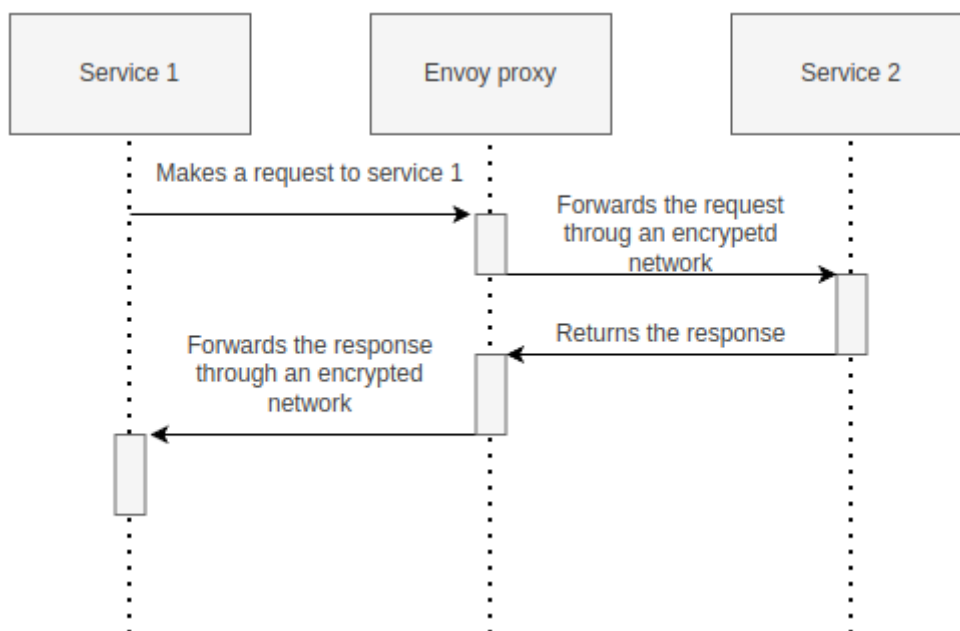 Service 1
Envoy proxy
Service 2
Makes a request to service 1
Forwards the request
throug an encrypetd
network
Returns the response
Forwards the response
through an encrypted
network